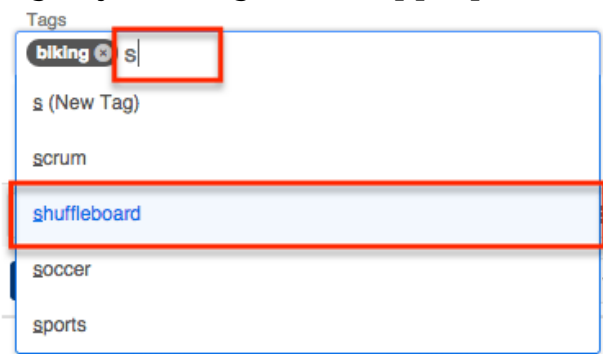 Tags
biking s
s (New Tag)
scrum
shuffleboard
soccer
sports